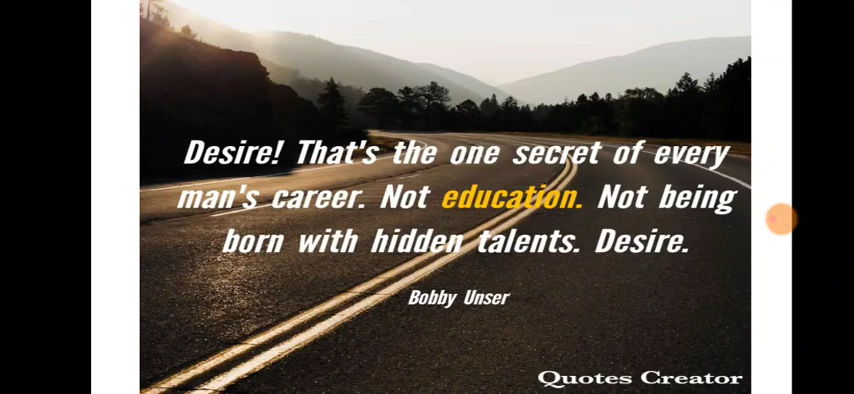 Desire! That's the one secret of every
man's career. Not education. Not being
born with hidden talents. Desire.
Bobby Unser
Quotes Creator